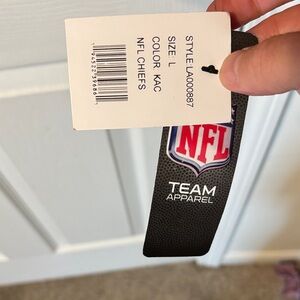 STYLE LA000887
SIZE L
COLOR KAC
NFL CHIEFS
NFL
TEAM
APPAREL